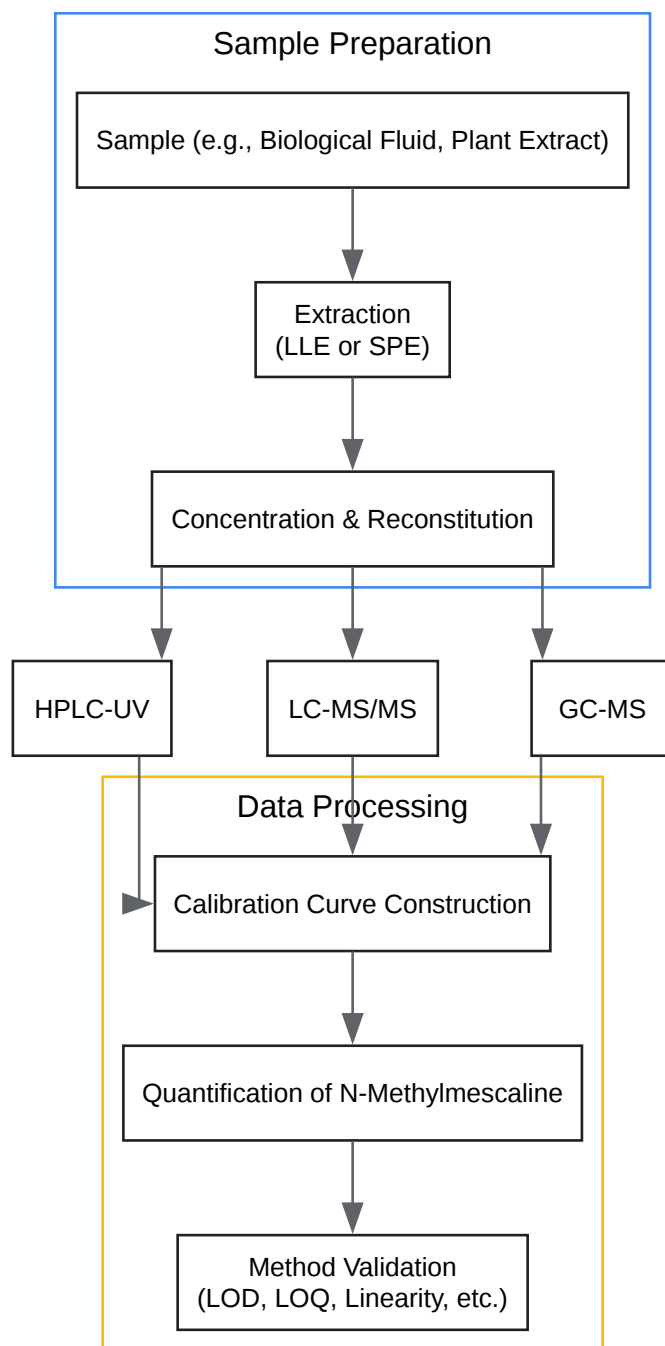 Sample Preparation
Sample (e.g., Biological Fluid, Plant Extract)
Extraction
(LLE or SPE)
Concentration & Reconstitution
HPLC-UV
LC-MS/MS
GC-MS
Data Processing
Calibration Curve Construction
Quantification of N-Methylmescaline
Method Validation
(LOD, LOQ, Linearity, etc.)